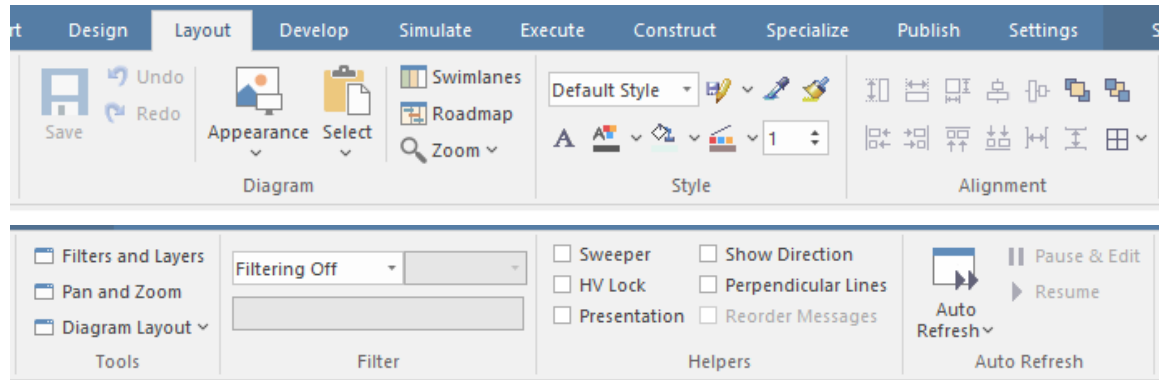 rt Design Layout Develop Simulate Execute Construct Specialize Publish Settings S
Save
Undo
Redo
Appearance
Select
Swimlanes
Roadmap
Zoom
Diagram
Default Style
A
1
Style
Alignment
Filters and Layers
Pan and Zoom
Diagram Layout
Tools
Filtering Off
Filter
Sweeper
HV Lock
Presentation
Show Direction
Perpendicular Lines
Reorder Messages
Helpers
Auto
Refresh
Pause & Edit
Resume
Auto Refresh